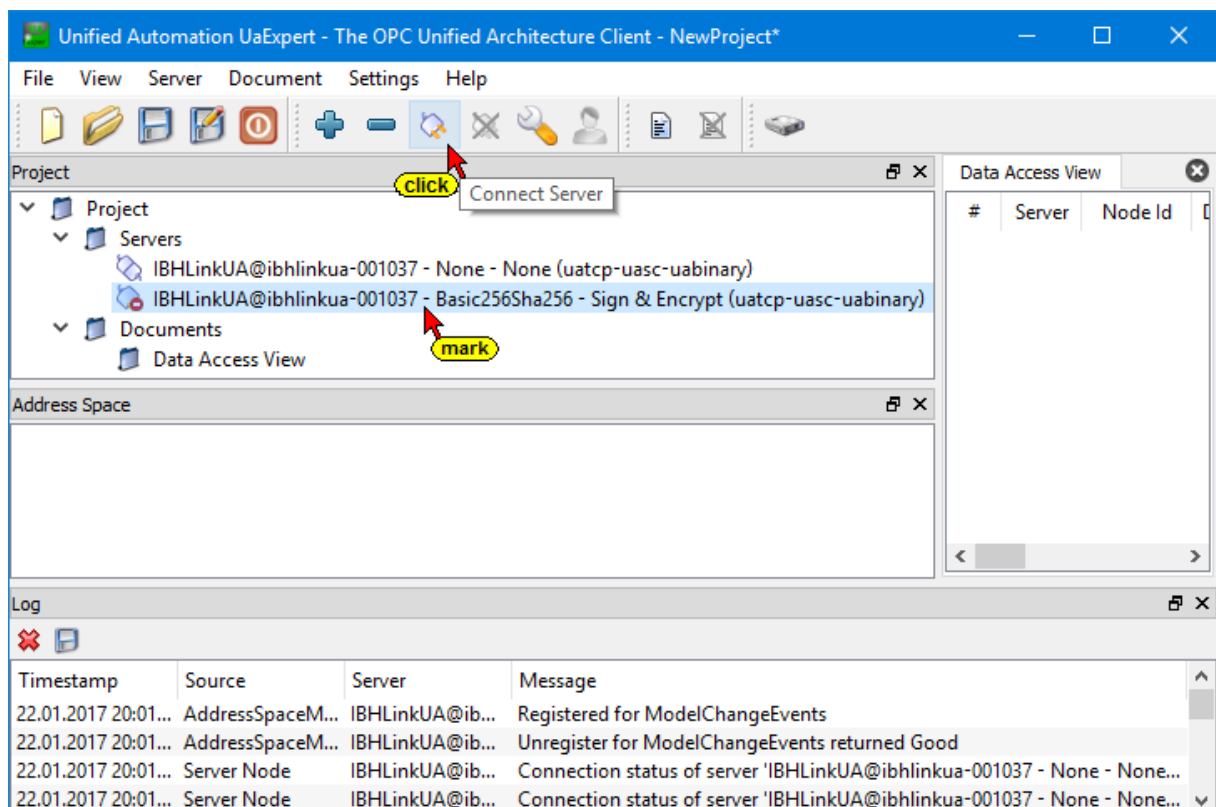 Unified Automation UaExpert - The OPC Unified Architecture Client - NewProject*
File View Server Document Settings Help
Project
click
Connect Server
Data Access View
# Server Node Id D
Project
Servers
IBHLinkUA@ibhlinkua-001037 - None - None (uatcp-uasc-uabinary)
IBHLinkUA@ibhlinkua-001037 - Basic256Sha256 - Sign & Encrypt (uatcp-uasc-uabinary)
mark
Documents
Data Access View
Address Space
Log
Timestamp Source Server Message
22.01.2017 20:01... AddressSpaceM... IBHLinkUA@ib... Registered for ModelChangeEvents
22.01.2017 20:01... AddressSpaceM... IBHLinkUA@ib... Unregister for ModelChangeEvents returned Good
22.01.2017 20:01... Server Node IBHLinkUA@ib... Connection status of server 'IBHLinkUA@ibhlinkua-001037 - None - None...
22.01.2017 20:01... Server Node IBHLinkUA@ib... Connection status of server 'IBHLinkUA@ibhlinkua-001037 - None - None...